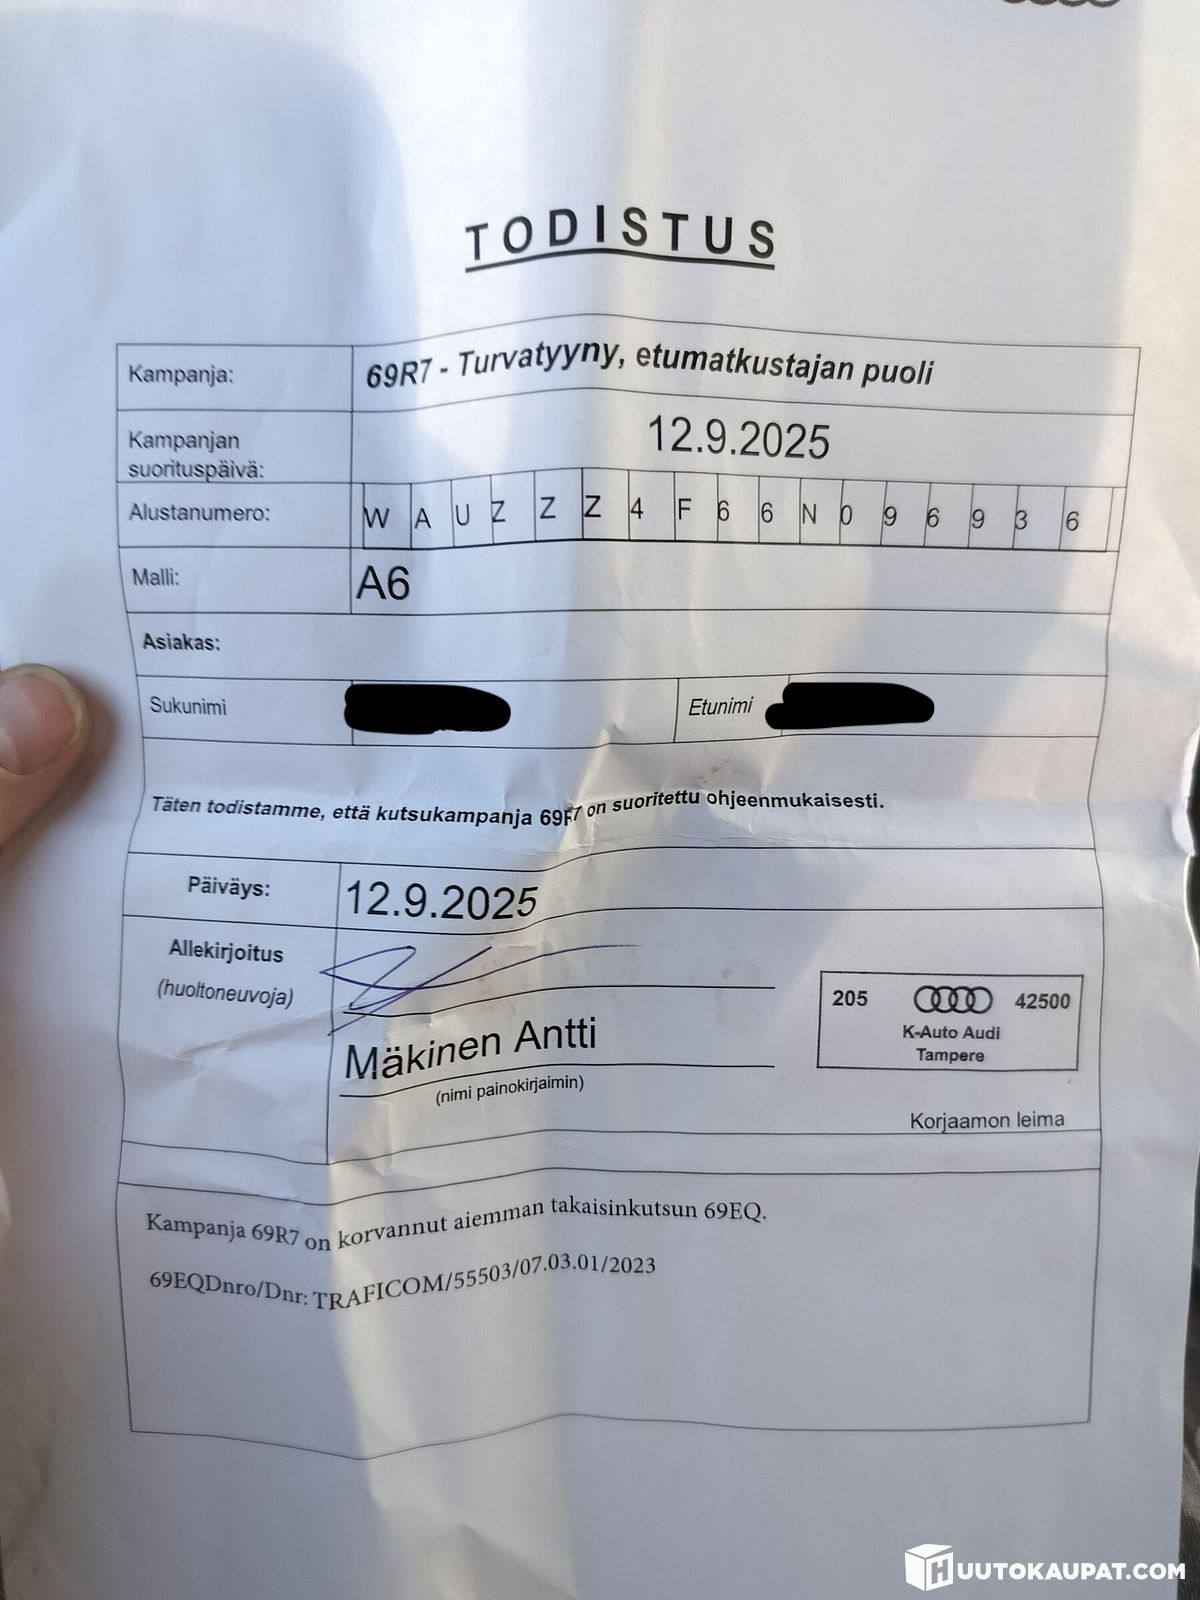 TODISTUS
Kampanja: 69R7 - Turvatyyny, etumatkustajan puoli
Kampanjan
suorituspäivä: 12.9.2025
Alustanumero: W A U Z Z Z 4 F 6 6 N 0 9 6 9 3 6
Malli: A6
Asiakas:
Sukunimi Etunimi
Täten todistamme, että kutsukampanja 69R7 on suoritettu ohjeenmukaisesti.
Päiväys: 12.9.2025
Allekirjoitus
(huoltoneuvoja)
Mäkinen Antti
(nimi painokirjaimin)
205 42500
K-Auto Audi
Tampere
Korjaamon leima
Kampanja 69R7 on korvannut aiemman takaisinkutsun 69EQ.
69EQDnro/Dnr: TRAFICOM/55503/07.03.01/2023
HUUTOKAUPAT.COM